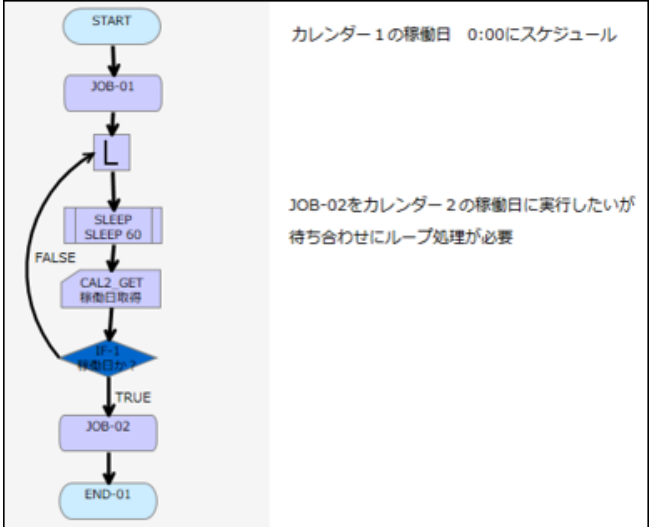 START
カレンダー１の稼働日　0:00にスケジュール
JOB-01
L
JOB-02をカレンダー２の稼働日に実行したいが
待ち合わせにループ処理が必要
SLEEP
SLEEP 60
FALSE
CAL2_GET
稼働日取得
IF-1
稼働日か？
TRUE
JOB-02
END-01